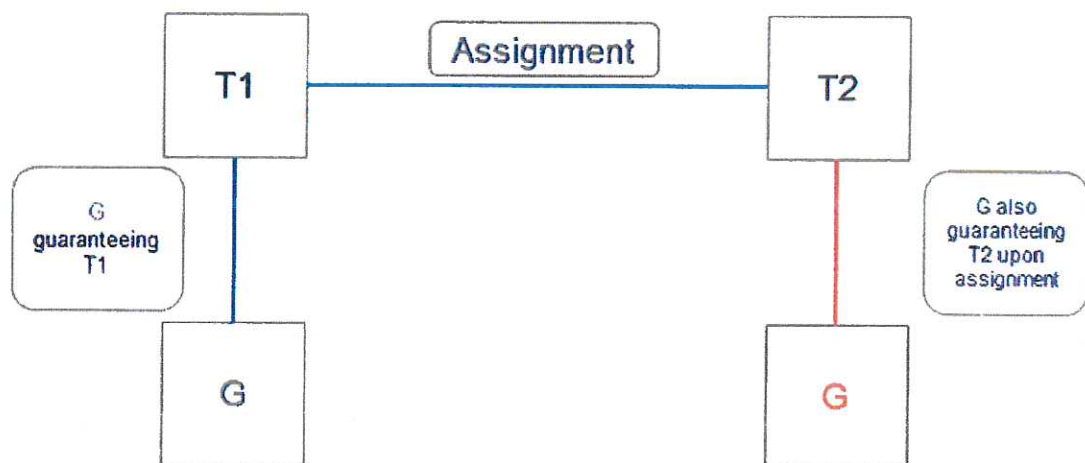 Assignment
T1
T2
G
guaranteeing
T1
G also
guaranteeing
T2 upon
assignment
G
G